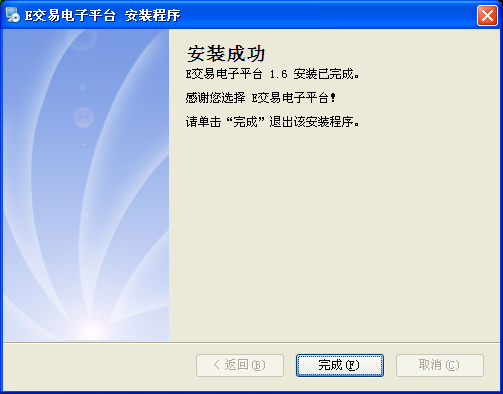 E交易电子平台 安装程序
安装成功
E交易电子平台 1.6 安装已完成。
感谢您选择 E交易电子平台!
请单击“完成”退出该安装程序。
< 返回(B)
完成(F)
取消(C)